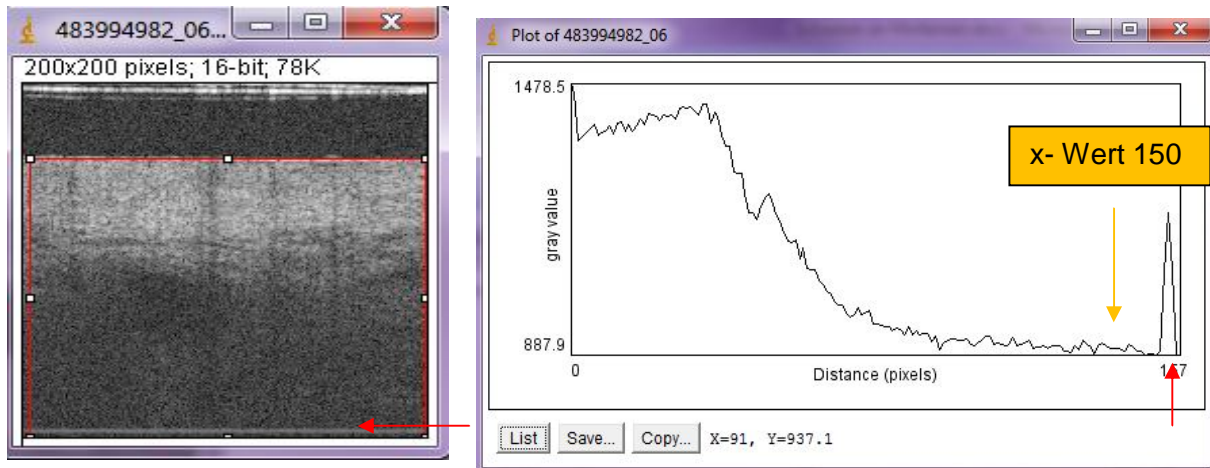 483994982_06...
200x200 pixels; 16-bit; 78K
Plot of 483994982_06
1478.5
gray value
887.9
0
Distance (pixels)
x- Wert 150
List
Save...
Copy...
X=91, Y=937.1